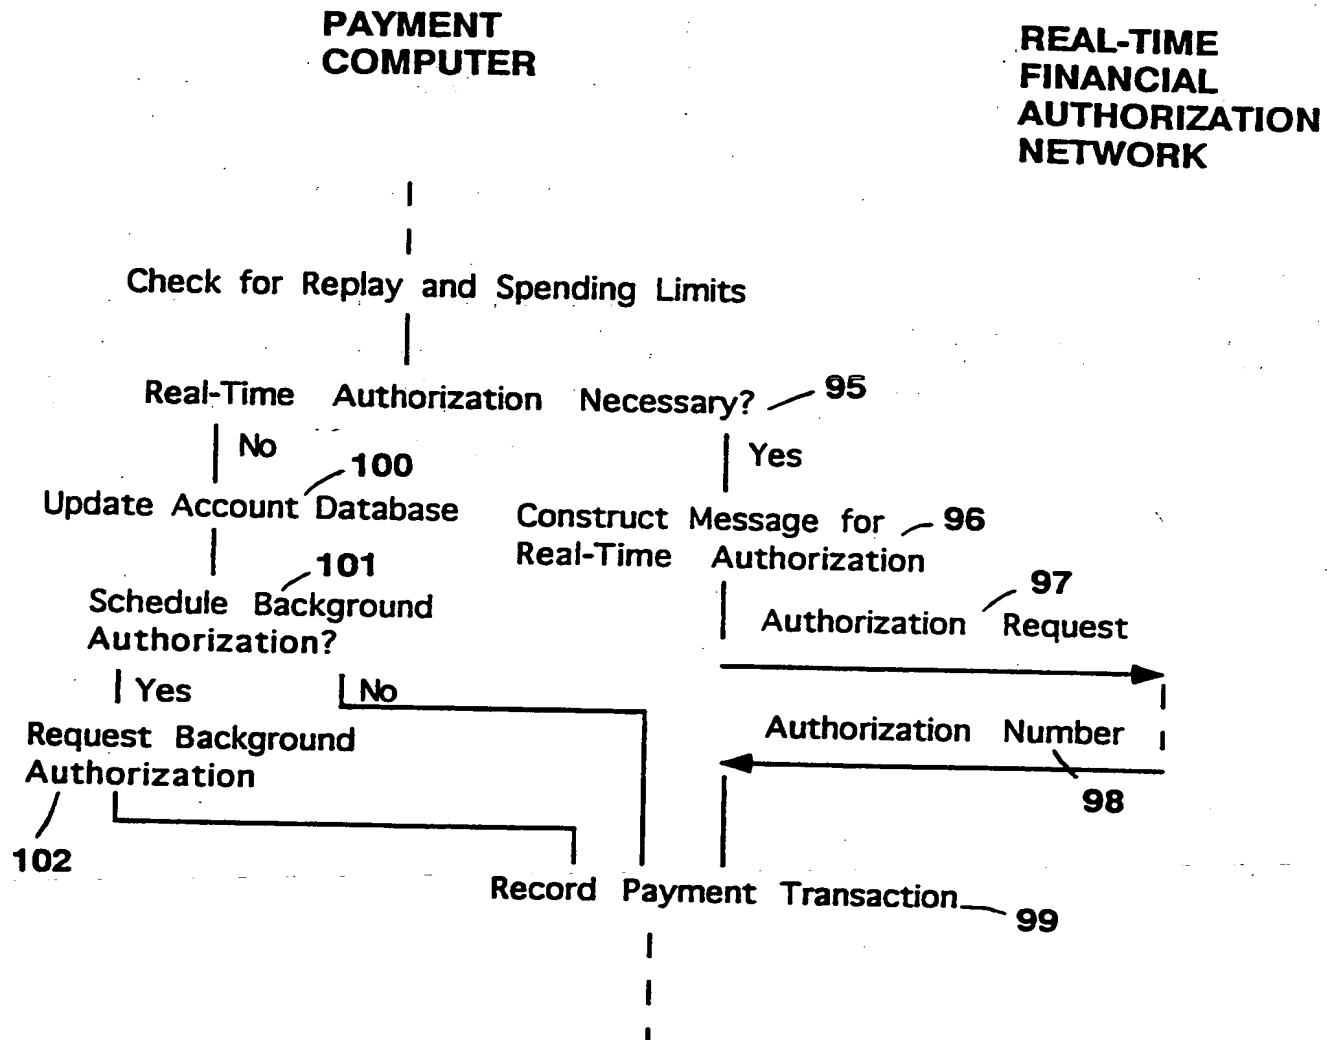 PAYMENT
COMPUTER
REAL-TIME
FINANCIAL
AUTHORIZATION
NETWORK
Check for Replay and Spending Limits
Real-Time Authorization Necessary?
95
No
Yes
100
Update Account Database
Construct Message for
Real-Time Authorization
96
101
Schedule Background
Authorization?
97
Authorization Request
Yes
No
Authorization Number
98
Request Background
Authorization
102
Record Payment Transaction
99